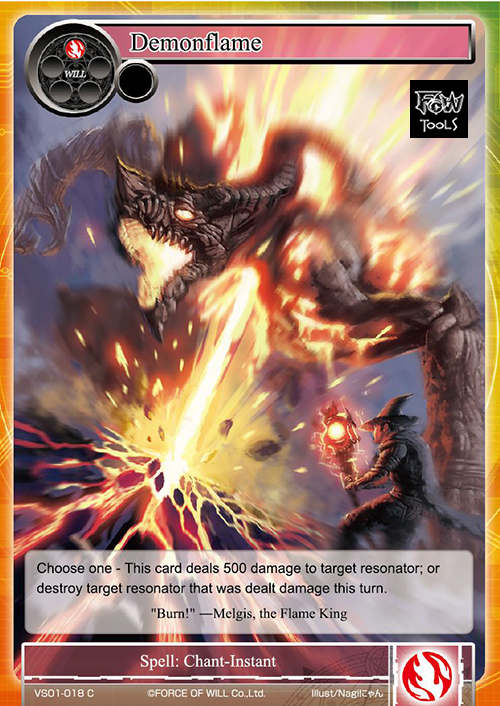 Demonflame
WILL
FOW
TOOLS
Choose one - This card deals 500 damage to target resonator; or
destroy target resonator that was dealt damage this turn.
"Burn!" —Melgis, the Flame King
Spell: Chant-Instant
VS01-018 C ©FORCE OF WILL Co.,Ltd. Illust/Nagiにゃん